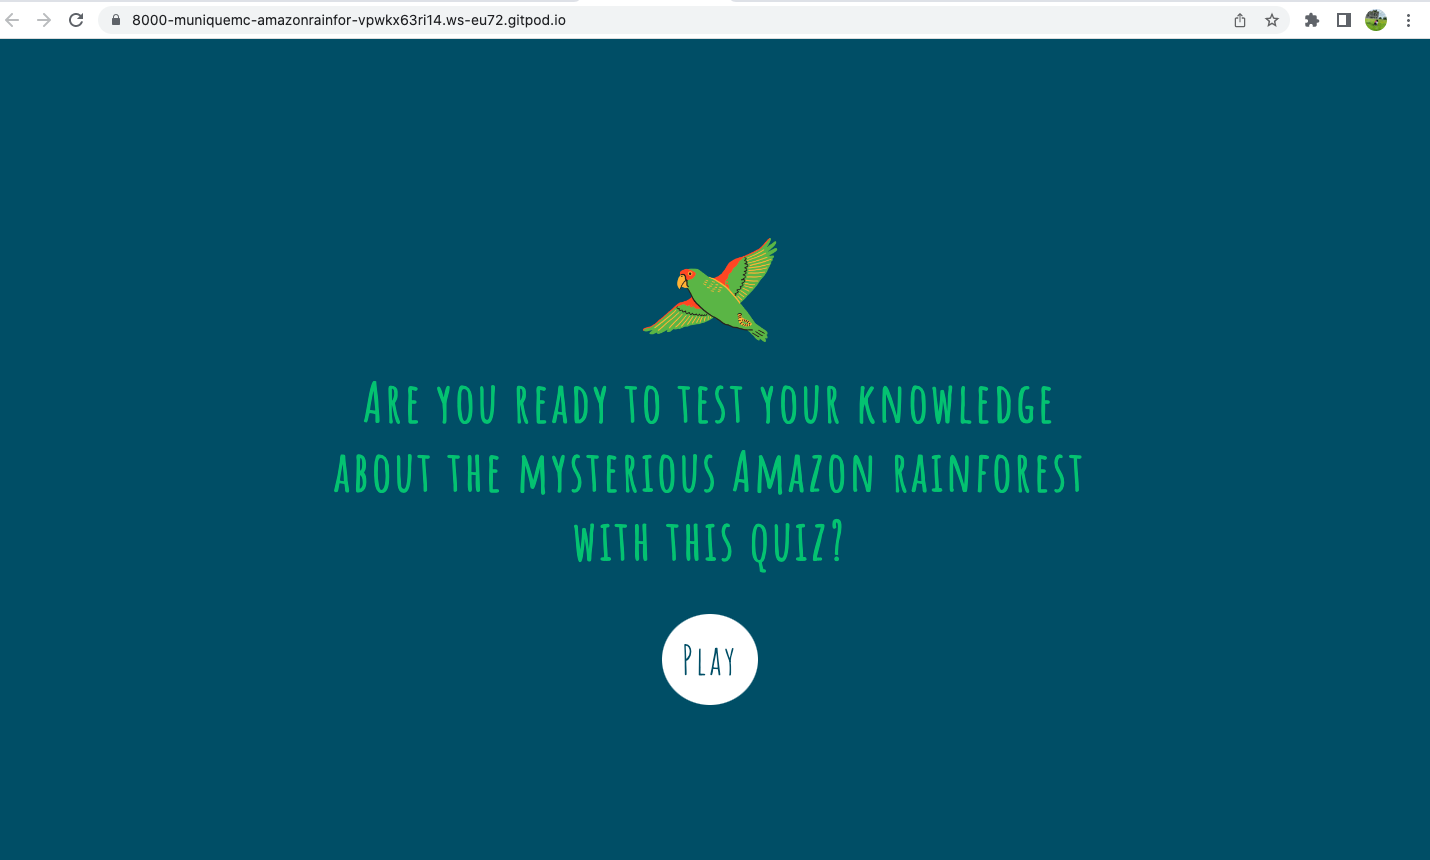 8000-muniquemc-amazonrainfor-vpwkx63ri14.ws-eu72.gitpod.io
Are you ready to test your knowledge
about the mysterious Amazon rainforest
with this quiz?
Play